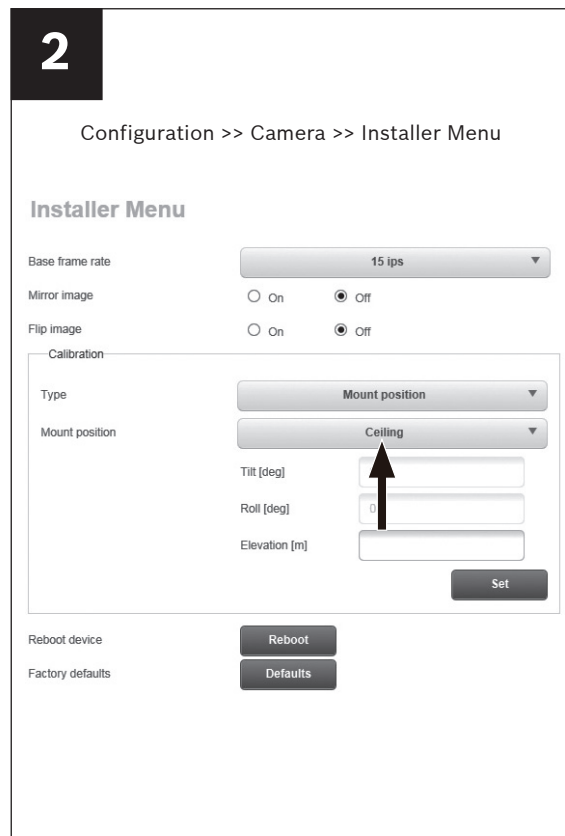 2
Configuration >> Camera >> Installer Menu
Installer Menu
Base frame rate 15 ips
Mirror image On Off
Flip image On Off
Calibration
Type Mount position
Mount position Ceiling
Tilt [deg]
Roll [deg] 0
Elevation [m]
Set
Reboot device Reboot
Factory defaults Defaults